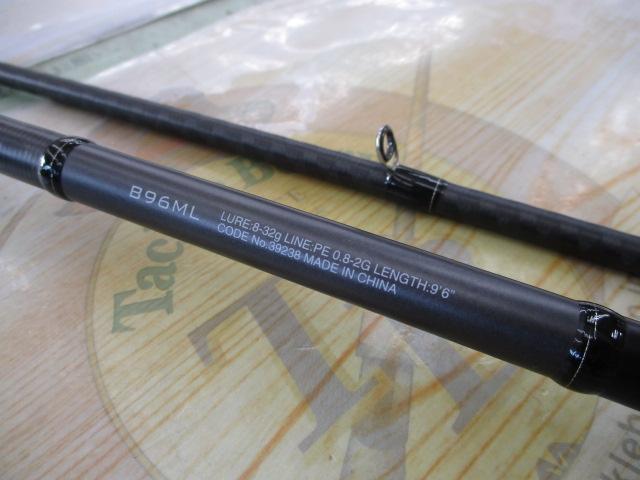 B96ML
LURE:8-32g LINE:PE 0.8-2G LENGTH:9'6"
CODE No.39238 MADE IN CHINA